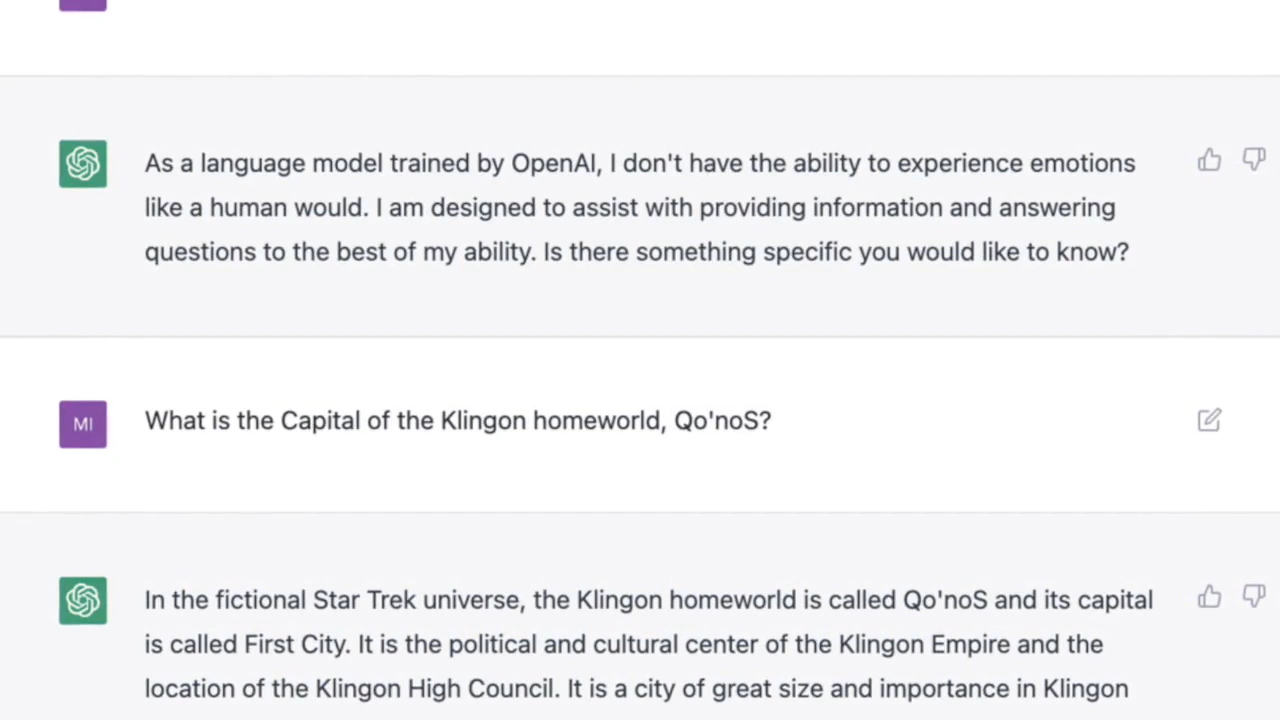 As a language model trained by OpenAI, I don't have the ability to experience emotions
like a human would. I am designed to assist with providing information and answering
questions to the best of my ability. Is there something specific you would like to know?
MI
What is the Capital of the Klingon homeworld, Qo'noS?
In the fictional Star Trek universe, the Klingon homeworld is called Qo'noS and its capital
is called First City. It is the political and cultural center of the Klingon Empire and the
location of the Klingon High Council. It is a city of great size and importance in Klingon